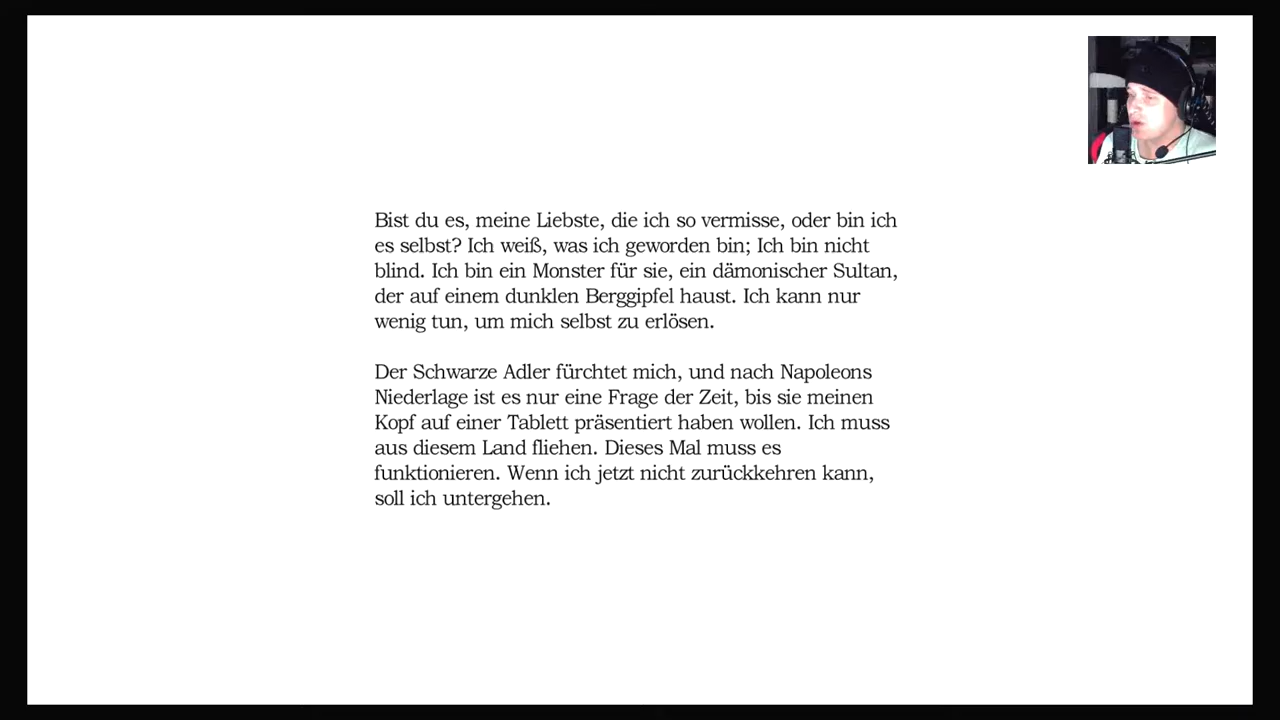 Bist du es, meine Liebste, die ich so vermisse, oder bin ich
es selbst? Ich weiß, was ich geworden bin; Ich bin nicht
blind. Ich bin ein Monster für sie, ein dämonischer Sultan,
der auf einem dunklen Berggipfel haust. Ich kann nur
wenig tun, um mich selbst zu erlösen.
Der Schwarze Adler fürchtet mich, und nach Napoleons
Niederlage ist es nur eine Frage der Zeit, bis sie meinen
Kopf auf einer Tablett präsentiert haben wollen. Ich muss
aus diesem Land fliehen. Dieses Mal muss es
funktionieren. Wenn ich jetzt nicht zurückkehren kann,
soll ich untergehen.